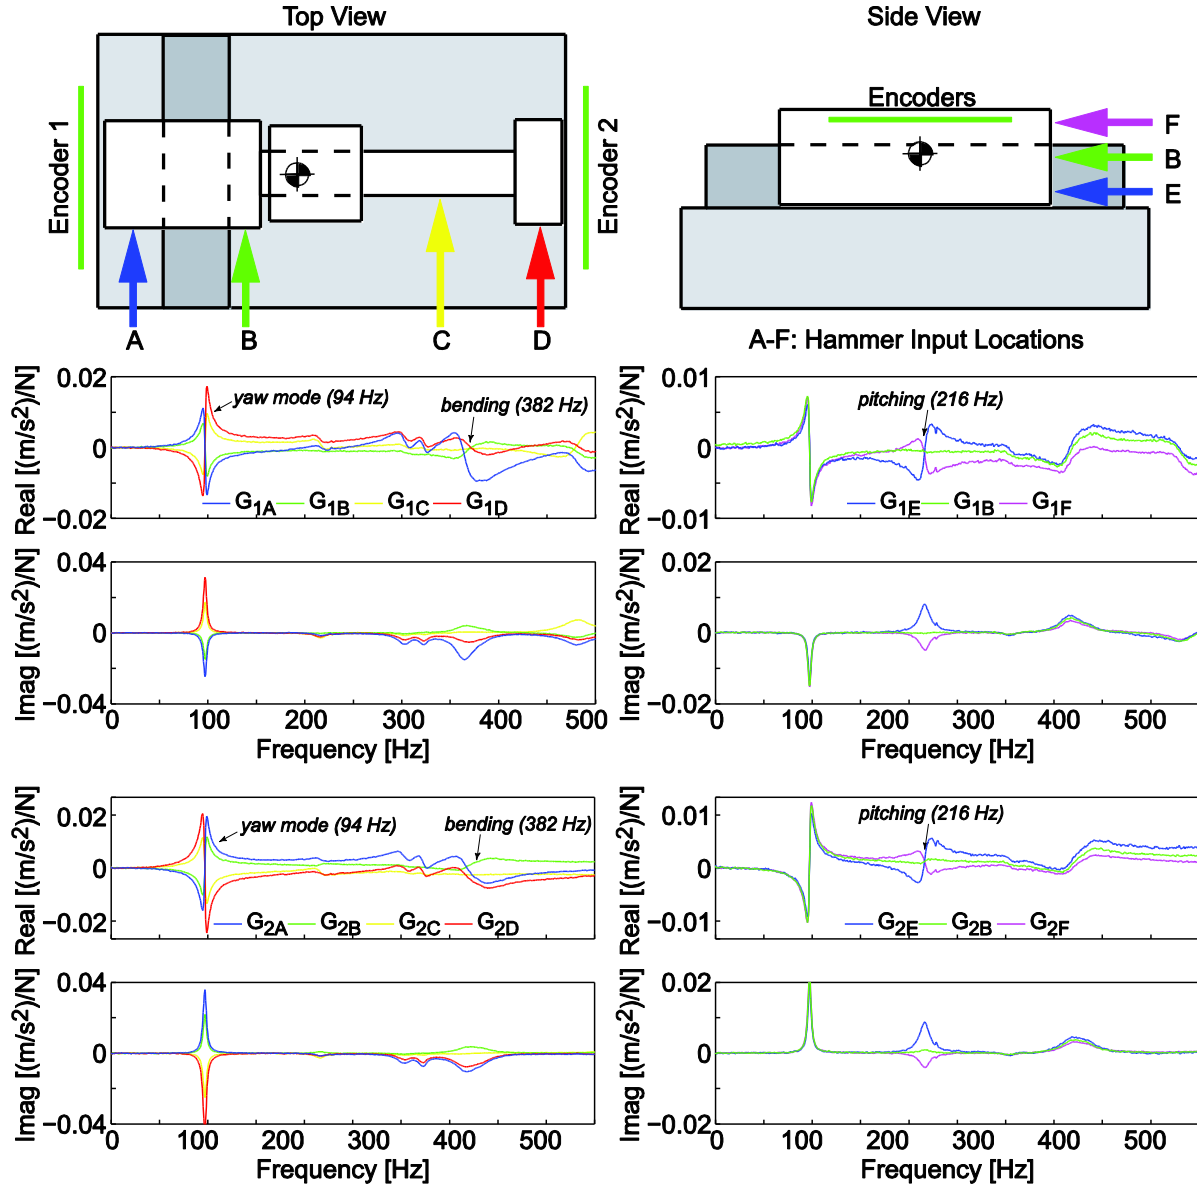 Top View
Side View
Encoder 1
Encoder 2
Encoders
F
B
E
A
B
C
D
A-F: Hammer Input Locations
Real [(m/s²)/N]
0.02
0
−0.02
yaw mode (94 Hz)
bending (382 Hz)
G1A G1B G1C G1D
Real [(m/s²)/N]
0.01
0
−0.01
pitching (216 Hz)
G1E G1B G1F
Imag [(m/s²)/N]
0.04
0
−0.04
0 100 200 300 400 500
Frequency [Hz]
Imag [(m/s²)/N]
0.02
0
−0.02
0 100 200 300 400 500
Frequency [Hz]
Real [(m/s²)/N]
0.02
0
−0.02
yaw mode (94 Hz)
bending (382 Hz)
G2A G2B G2C G2D
Real [(m/s²)/N]
0.01
0
−0.01
pitching (216 Hz)
G2E G2B G2F
Imag [(m/s²)/N]
0.04
0
−0.04
0 100 200 300 400 500
Frequency [Hz]
Imag [(m/s²)/N]
0.02
0
−0.02
0 100 200 300 400 500
Frequency [Hz]